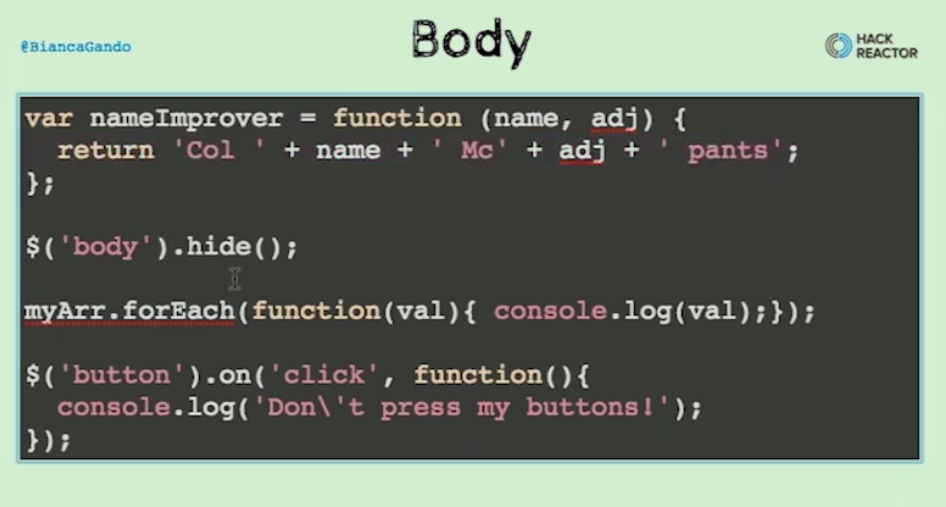 @BiancaGando
Body
HACK
REACTOR
var nameImprover = function (name, adj) {
  return 'Col ' + name + ' Mc' + adj + ' pants';
};
$('body').hide();
myArr.forEach(function(val){ console.log(val);});
$('button').on('click', function(){
  console.log('Don\'t press my buttons!');
});